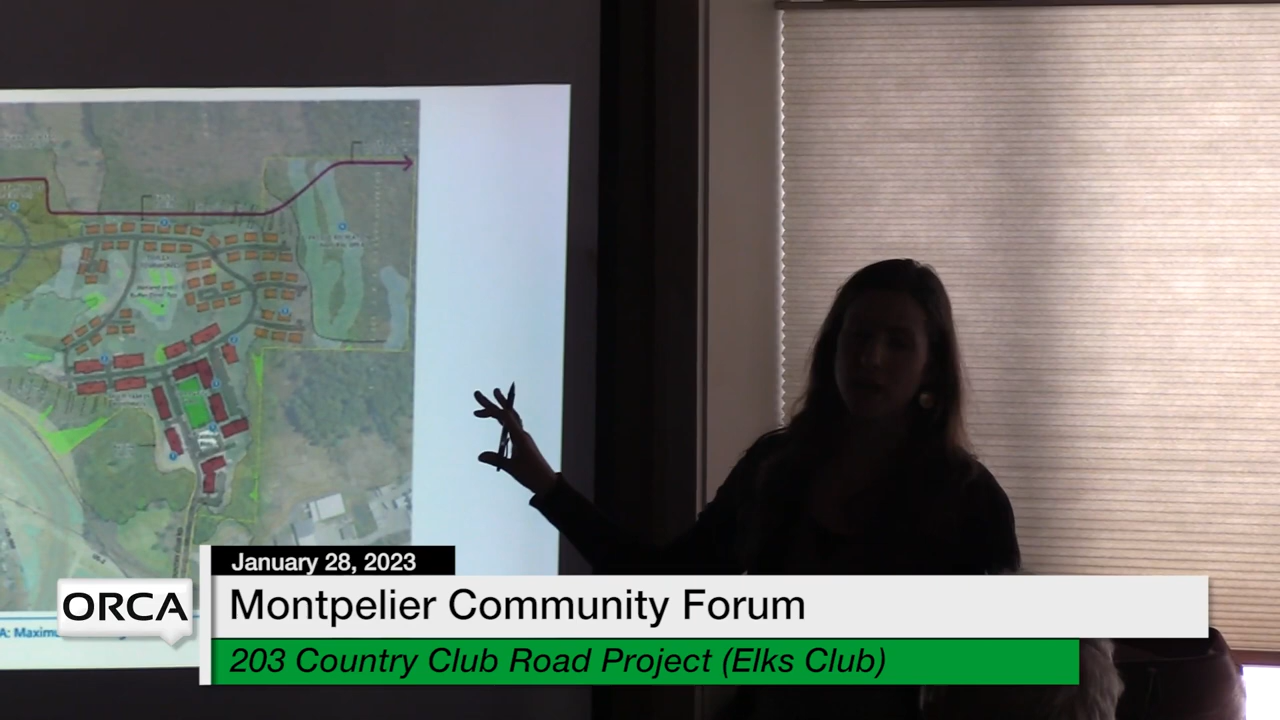 January 28, 2023
ORCA
Montpelier Community Forum
A:
203 Country Club Road Project (Elks Club)